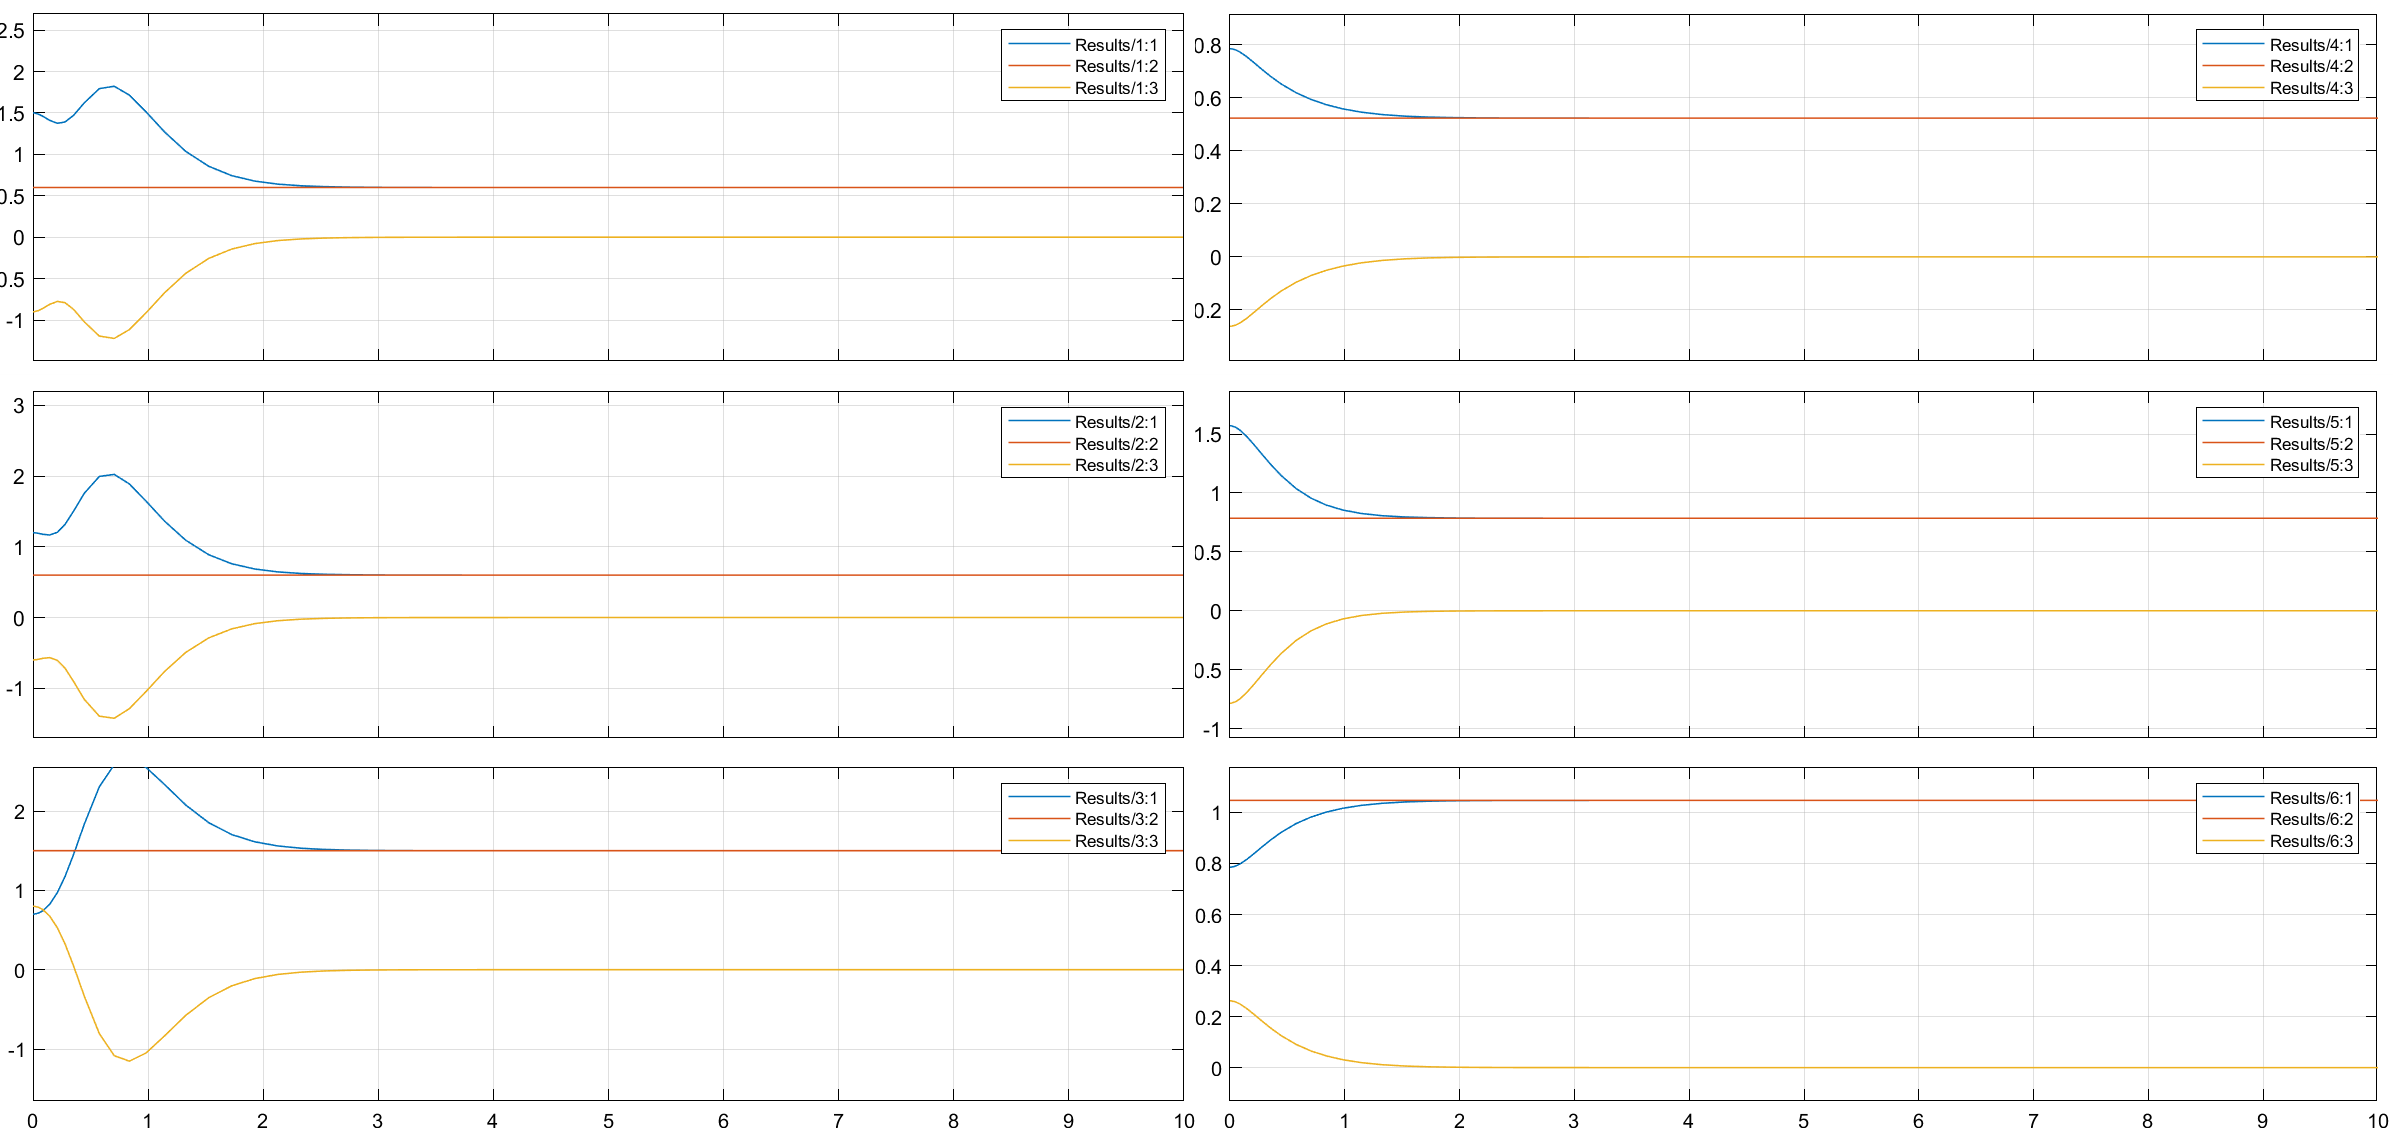 2.5
2
1.5
1
0.5
0
0.5
-1
Results/1:1
Results/1:2
Results/1:3
0.8
0.6
0.4
0.2
0
0.2
Results/4:1
Results/4:2
Results/4:3
3
2
1
0
-1
Results/2:1
Results/2:2
Results/2:3
1.5
1
0.5
0
0.5
-1
Results/5:1
Results/5:2
Results/5:3
2
1
0
-1
Results/3:1
Results/3:2
Results/3:3
0 1 2 3 4 5 6 7 8 9 10
1
0.8
0.6
0.4
0.2
0
Results/6:1
Results/6:2
Results/6:3
0 1 2 3 4 5 6 7 8 9 10